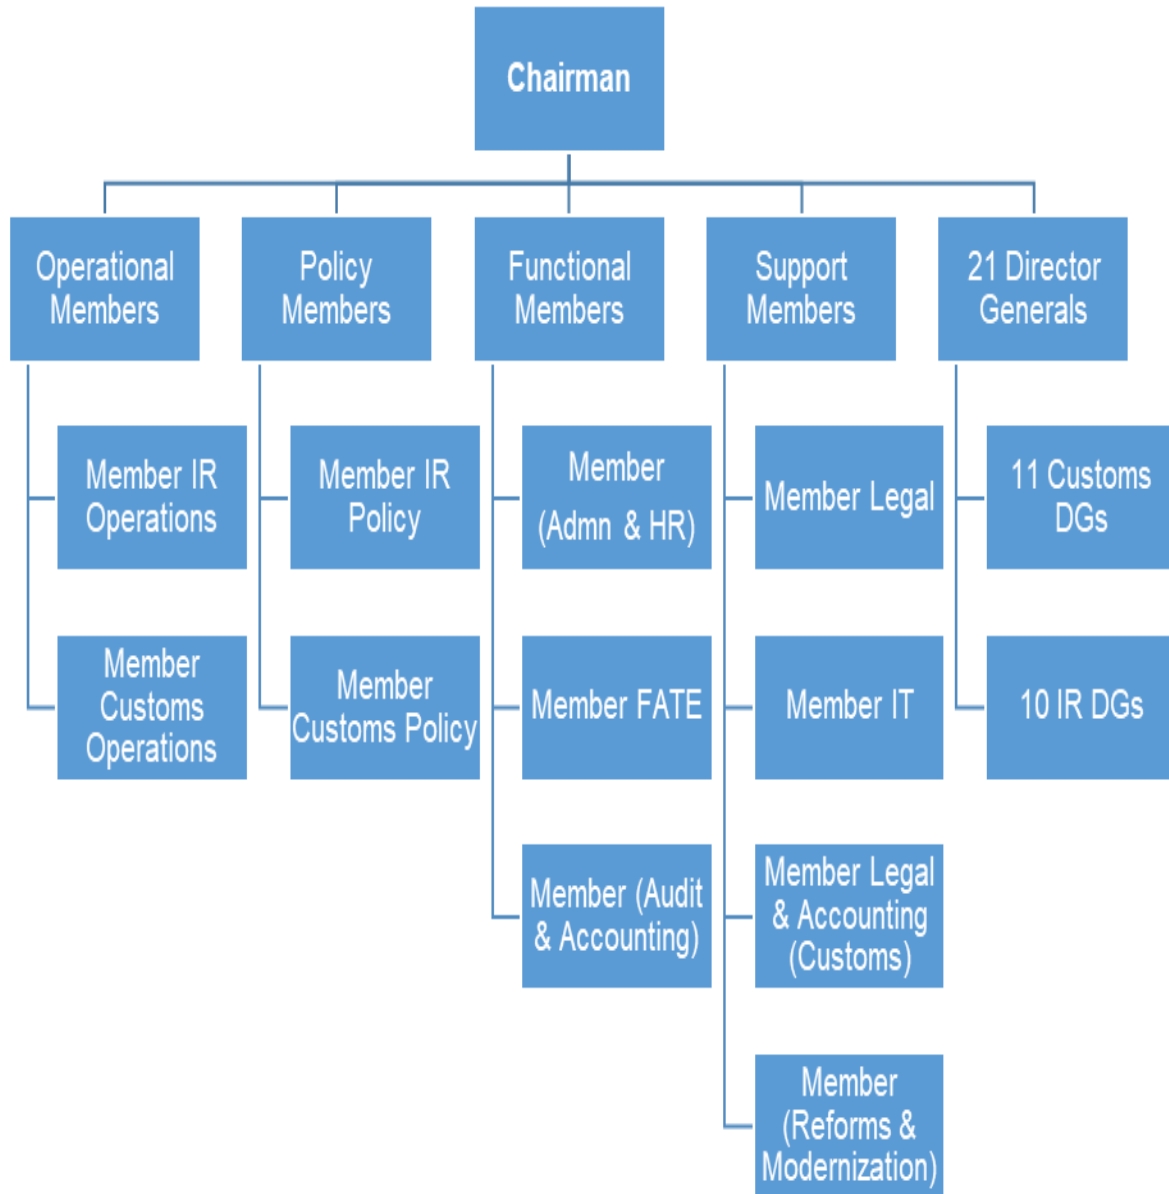 Chairman
Operational
Members
Policy
Members
Functional
Members
Support
Members
21 Director
Generals
Member IR
Operations
Member IR
Policy
Member
(Admn & HR)
Member Legal
11 Customs
DGs
Member
Customs
Operations
Member
Customs Policy
Member FATE
Member IT
10 IR DGs
Member (Audit
& Accounting)
Member Legal
& Accounting
(Customs)
Member
(Reforms &
Modernization)